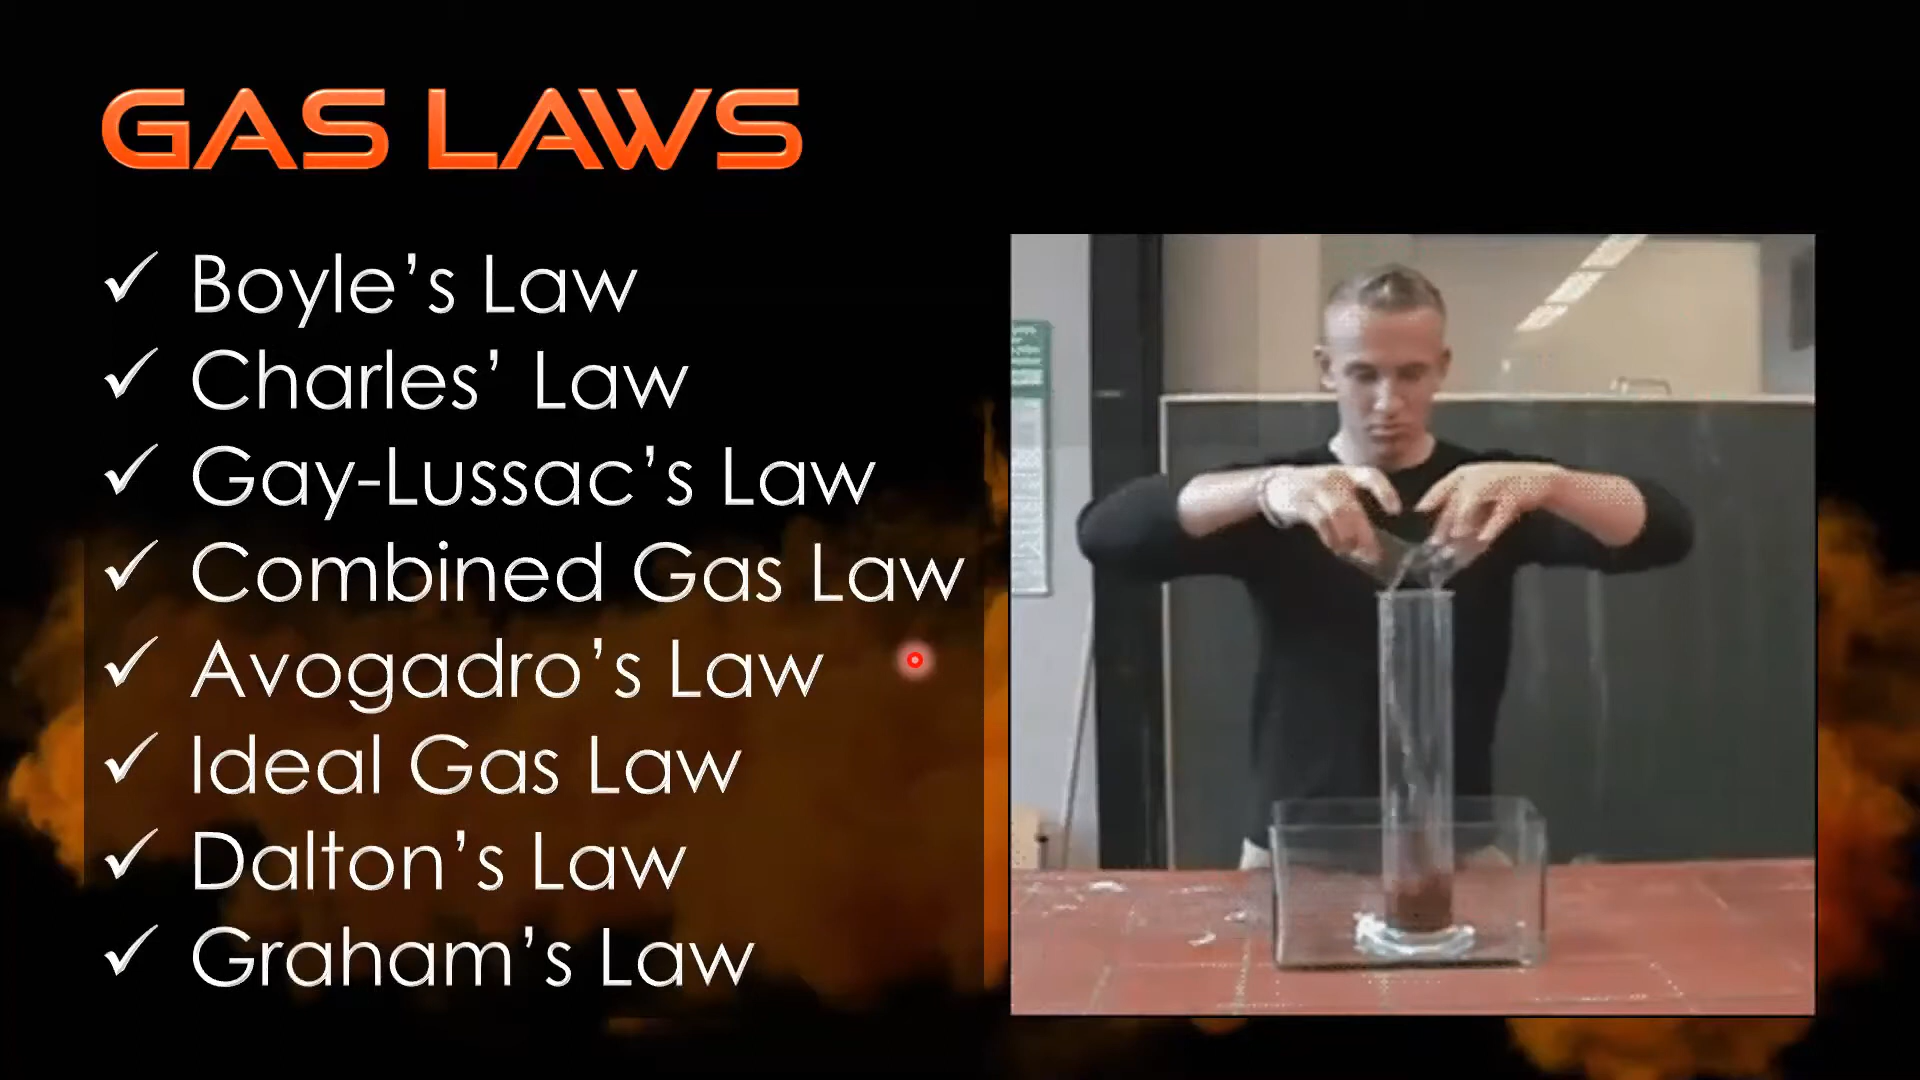 GAS LAWS
✓ Boyle’s Law
✓ Charles’ Law
✓ Gay-Lussac’s Law
✓ Combined Gas Law
✓ Avogadro’s Law
✓ Ideal Gas Law
✓ Dalton’s Law
✓ Graham’s Law